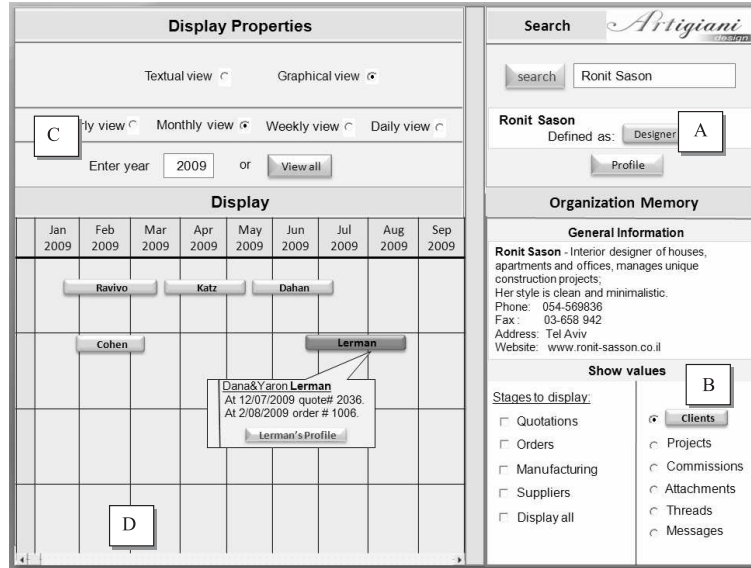 Display Properties
Textual view
Graphical view
C
rly view
Monthly view
Weekly view
Daily view
Enter year
2009
or
View all
Display
Jan 2009
Feb 2009
Mar 2009
Apr 2009
May 2009
Jun 2009
Jul 2009
Aug 2009
Sep 2009
Ravivo
Katz
Dahan
Cohen
Lerman
Dana&Yaron Lerman
At 12/07/2009 quote# 2036.
At 2/08/2009 order # 1006.
Lerman's Profile
D
Search
Artigiani
design
search
Ronit Sason
Ronit Sason
Defined as:
Designer
A
Profile
Organization Memory
General Information
Ronit Sason - Interior designer of houses,
apartments and offices, manages unique
construction projects;
Her style is clean and minimalistic.
Phone: 054-569836
Fax : 03-658 942
Address: Tel Aviv
Website: www.ronit-sasson.co.il
Show values
B
Stages to display:
Quotations
Orders
Manufacturing
Suppliers
Display all
Clients
Projects
Commissions
Attachments
Threads
Messages